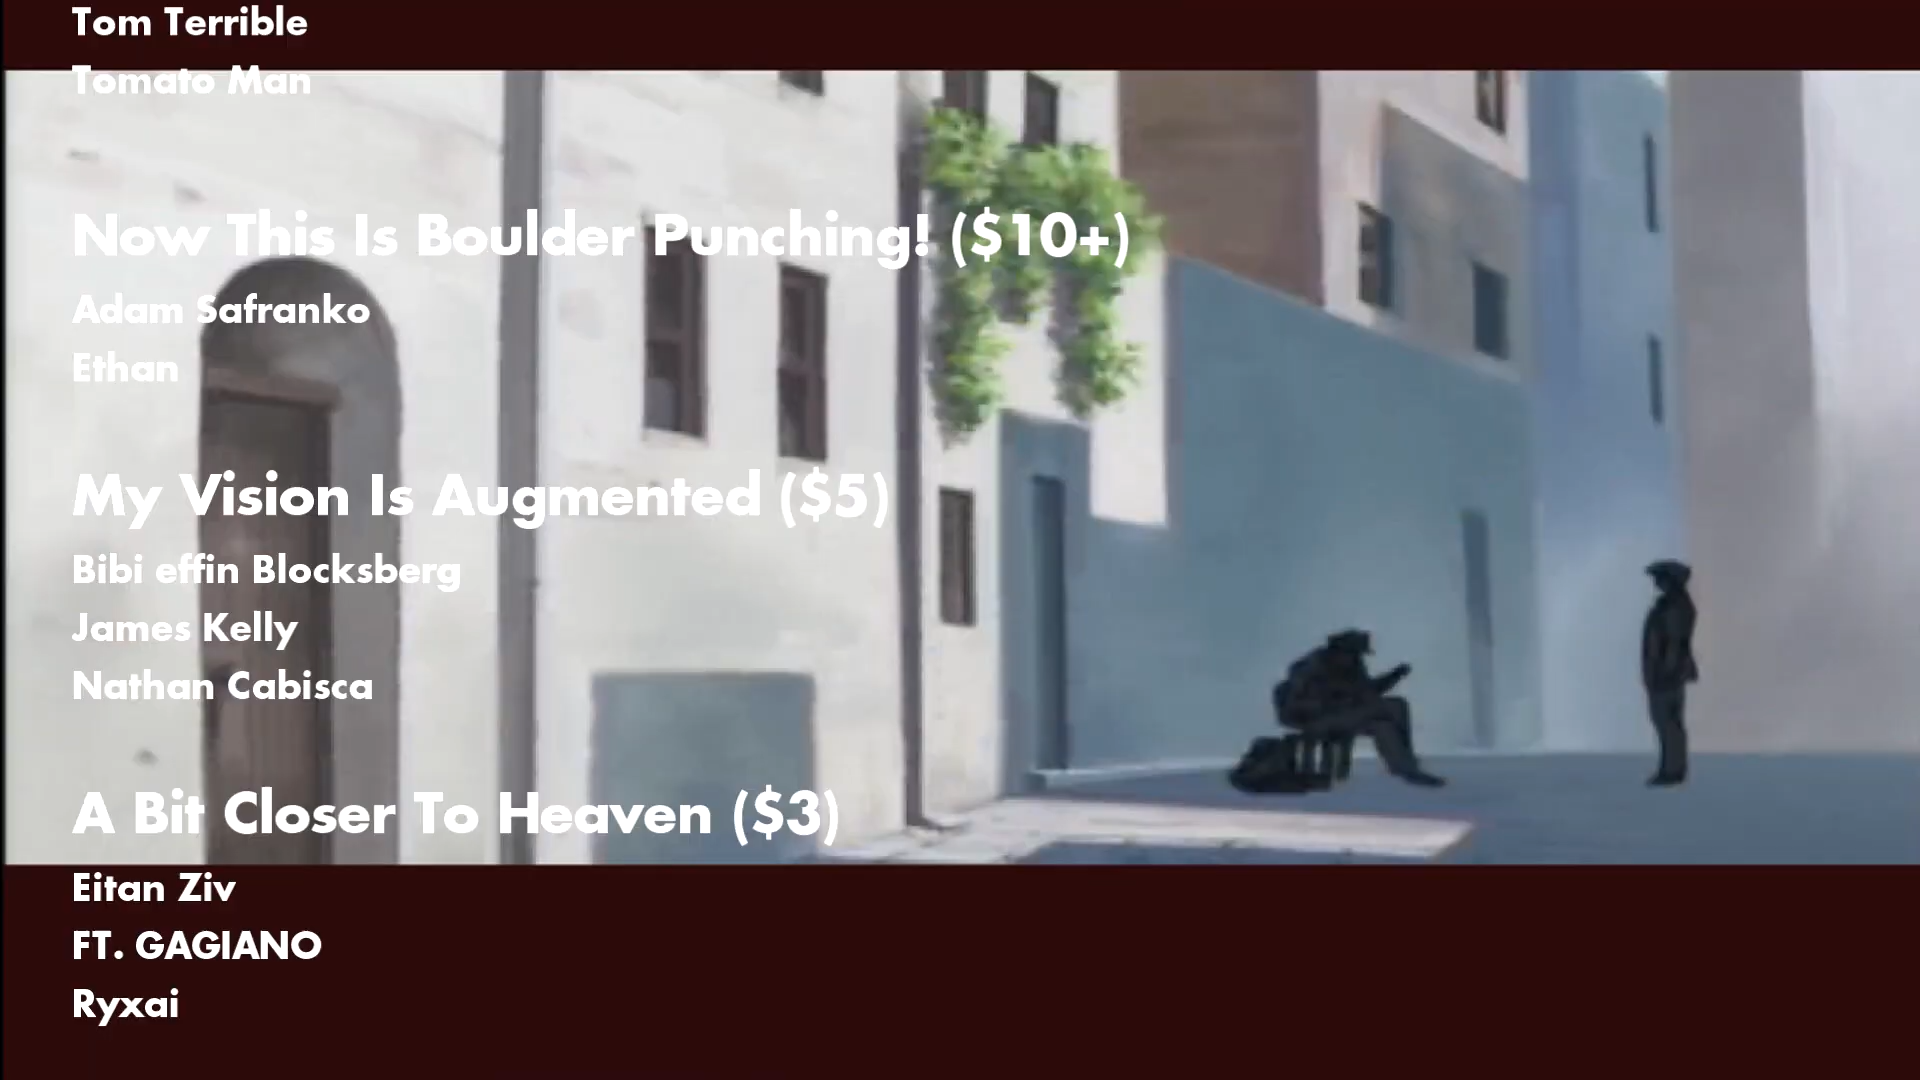 Tom Terrible
Tomato Man
Now This Is Boulder Punching! ($10+)
Adam Safranko
Ethan
My Vision Is Augmented ($5)
Bibi effin Blocksberg
James Kelly
Nathan Cabisca
A Bit Closer To Heaven ($3)
Eitan Ziv
FT. GAGIANO
Ryxai